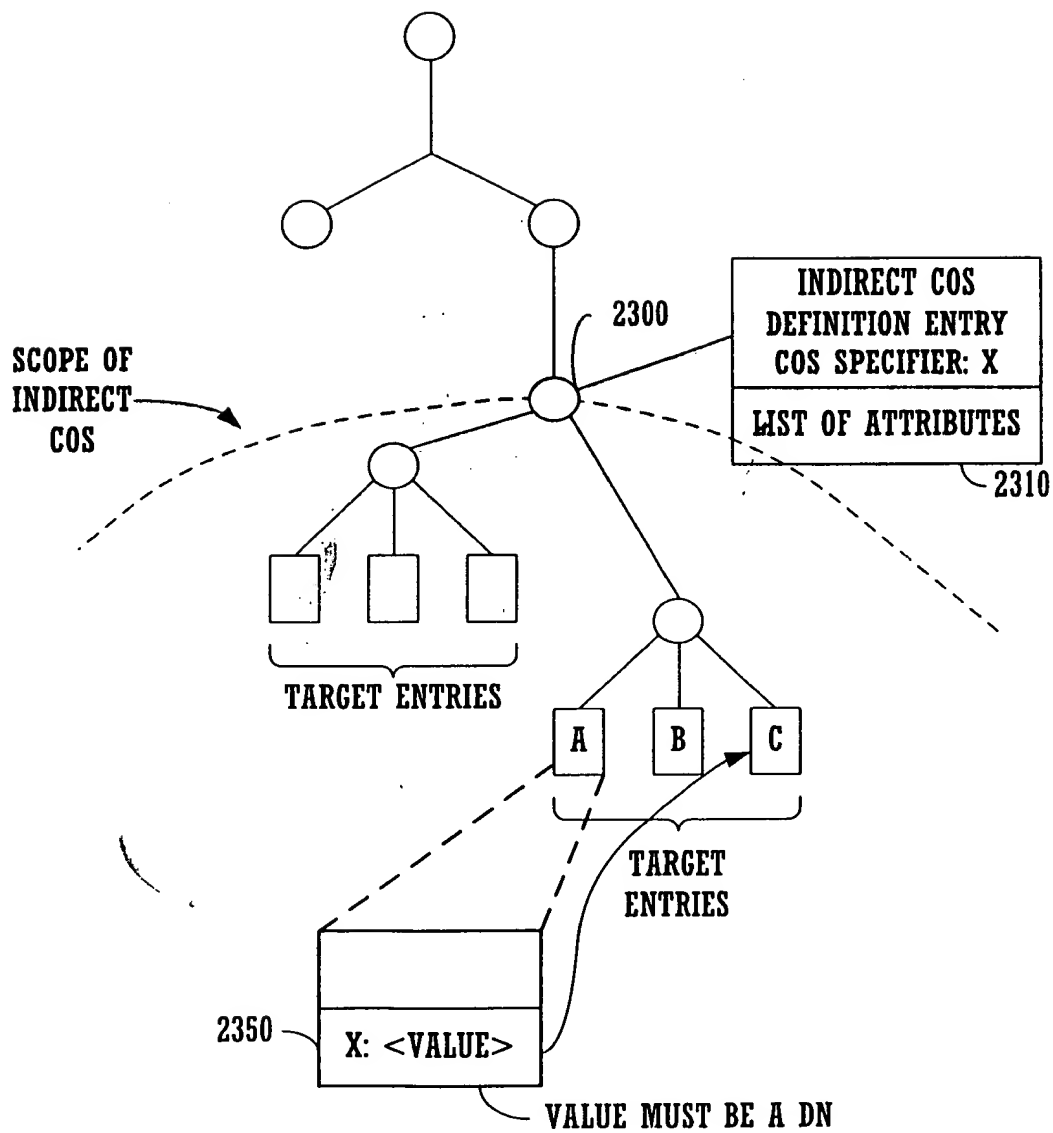 INDIRECT COS
DEFINITION ENTRY
COS SPECIFIER: X
2300
SCOPE OF
INDIRECT
COS
LIST OF ATTRIBUTES
2310
TARGET ENTRIES
A
B
C
TARGET
ENTRIES
2350
X: <VALUE>
VALUE MUST BE A DN